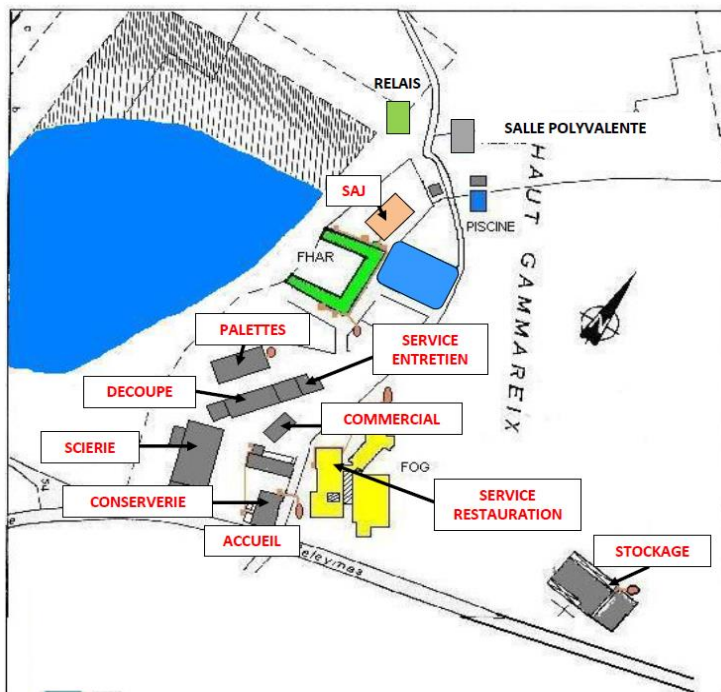 RELAIS
SALLE POLYVALENTE
SAJ
PISCINE
FHAR
HAUT GAMMAREIX
PALETTES
SERVICE
ENTRETIEN
DECOUPE
COMMERCIAL
SCIERIE
FOG
CONSERVERIE
SERVICE
RESTAURATION
ACCUEIL
STOCKAGE